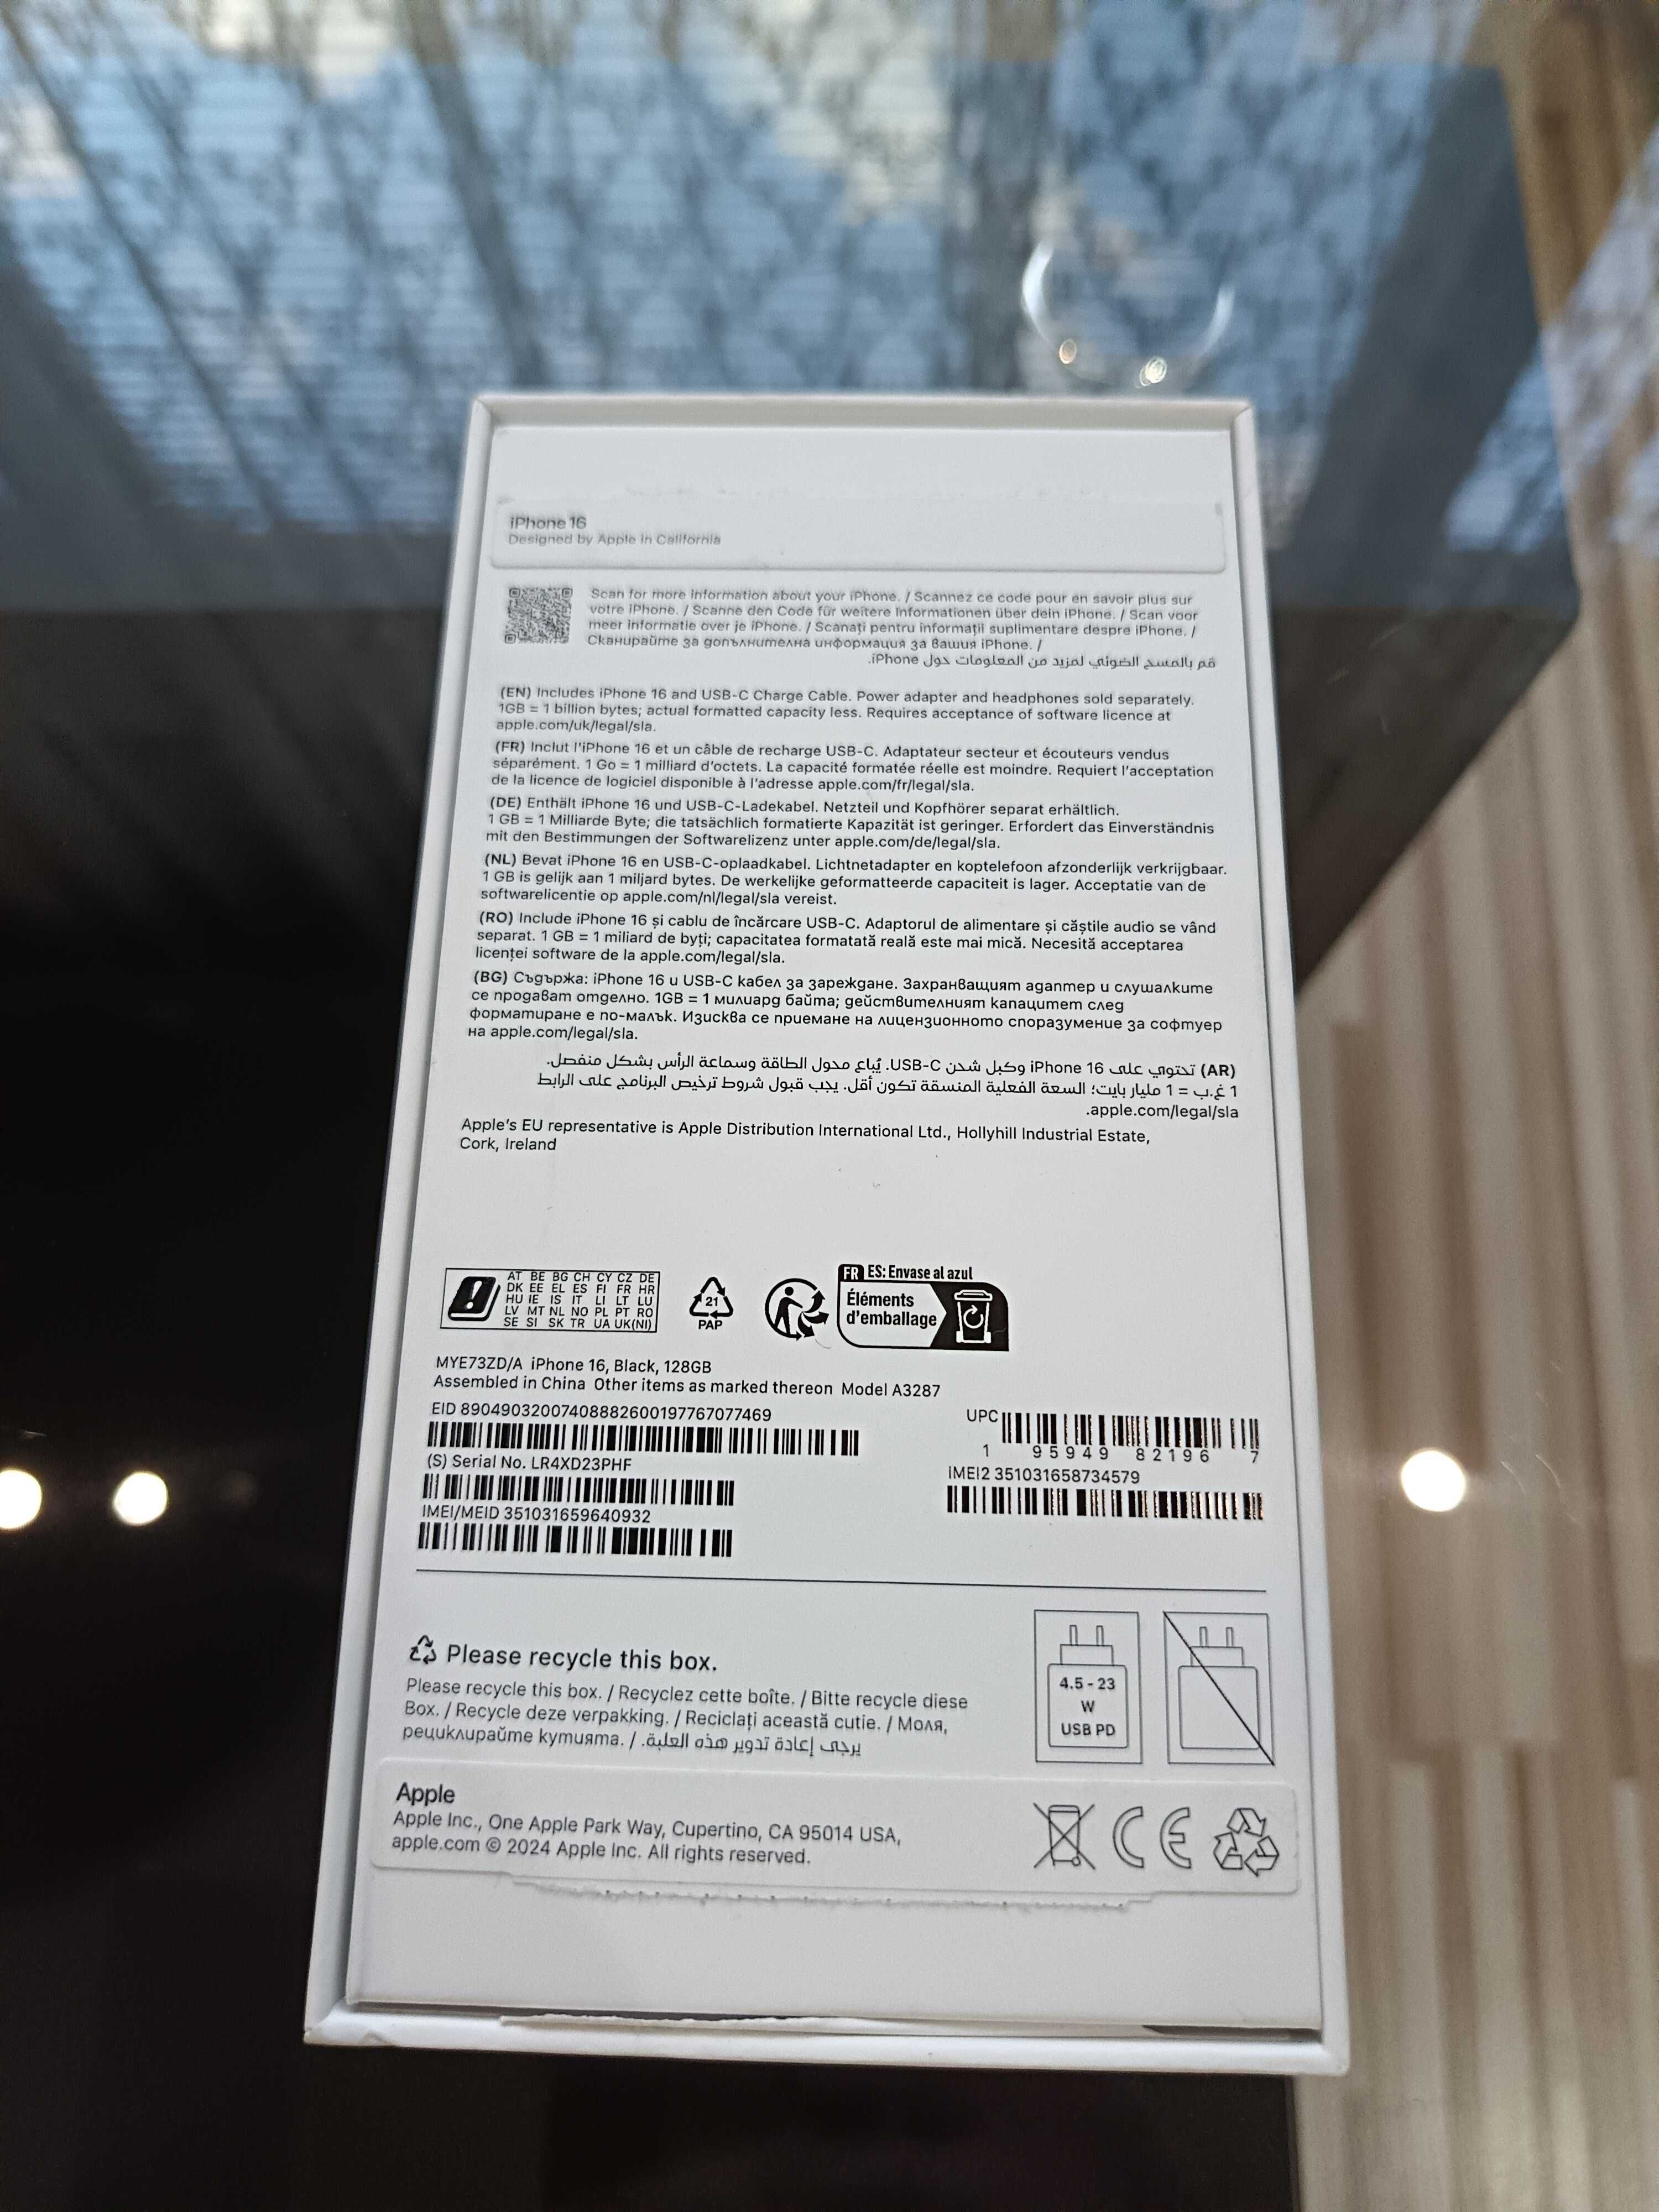 iPhone 16
Designed by Apple in California
Scan for more information about your iPhone. / Scannez ce code pour en savoir plus sur
votre iPhone. / Scanne den Code für weitere Informationen über dein iPhone. / Scan voor
meer informatie over je iPhone. / Scanați pentru informații suplimentare despre iPhone. /
Сканирайте за допълнителна информация за вашия iPhone. /
قم بالمسح الضوئي لمزيد من المعلومات حول iPhone.
(EN) Includes iPhone 16 and USB-C Charge Cable. Power adapter and headphones sold separately.
1GB = 1 billion bytes; actual formatted capacity less. Requires acceptance of software licence at
apple.com/uk/legal/sla.
(FR) Inclut l'iPhone 16 et un câble de recharge USB-C. Adaptateur secteur et écouteurs vendus
séparément. 1 Go = 1 milliard d'octets. La capacité formatée réelle est moindre. Requiert l'acceptation
de la licence de logiciel disponible à l'adresse apple.com/fr/legal/sla.
(DE) Enthält iPhone 16 und USB-C-Ladekabel. Netzteil und Kopfhörer separat erhältlich.
1 GB = 1 Milliarde Byte; die tatsächlich formatierte Kapazität ist geringer. Erfordert das Einverständnis
mit den Bestimmungen der Softwarelizenz unter apple.com/de/legal/sla.
(NL) Bevat iPhone 16 en USB-C-oplaadkabel. Lichtnetadapter en koptelefoon afzonderlijk verkrijgbaar.
1 GB is gelijk aan 1 miljard bytes. De werkelijke geformatteerde capaciteit is lager. Acceptatie van de
softwarelicentie op apple.com/nl/legal/sla vereist.
(RO) Include iPhone 16 și cablu de încărcare USB-C. Adaptorul de alimentare și căștile audio se vând
separat. 1 GB = 1 miliard de byți; capacitatea formatată reală este mai mică. Necesită acceptarea
licenței software de la apple.com/legal/sla.
(BG) Съдържа: iPhone 16 и USB-C кабел за зареждане. Захранващият адаптер и слушалките
се продават отделно. 1GB = 1 милиард байта; действителният капацитет след
форматиране е по-малък. Изисква се приемане на лицензионното споразумение за софтуер
на apple.com/legal/sla.
(AR) تحتوي على iPhone 16 وكبل شحن USB-C. يُباع محول الطاقة وسماعة الرأس بشكل منفصل.
1 غ.ب = 1 مليار بايت؛ السعة الفعلية المنسقة تكون أقل. يجب قبول شروط ترخيص البرنامج على الرابط
apple.com/legal/sla.
Apple's EU representative is Apple Distribution International Ltd., Hollyhill Industrial Estate,
Cork, Ireland
AT BE BG CH CY CZ DE
DK EE EL ES FI FR HR
HU IE IS IT LI LT LU
LV MT NL NO PL PT RO
SE SI SK TR UA UK(NI)
21
PAP
FR ES: Envase al azul
Éléments
d'emballage
MYE73ZD/A iPhone 16, Black, 128GB
Assembled in China Other items as marked thereon Model A3287
EID 89049032007408882600197767077469
UPC
1 95949 82196 7
(S) Serial No. LR4XD23PHF
IMEI2 351031658734579
IMEI/MEID 351031659640932
Please recycle this box.
Please recycle this box. / Recyclez cette boîte. / Bitte recycle diese
Box. / Recycle deze verpakking. / Reciclați această cutie. / Моля,
рециклирайте кутията. / يرجى إعادة تدوير هذه العلبة.
4.5 - 23
W
USB PD
Apple
Apple Inc., One Apple Park Way, Cupertino, CA 95014 USA,
apple.com © 2024 Apple Inc. All rights reserved.
CE